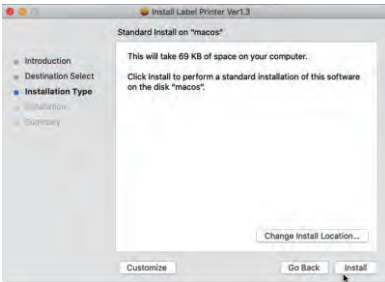 Install Label Printer Ver1.3
Standard Install on "macos"
Introduction
Destination Select
Installation Type
Installation
Summary
This will take 69 KB of space on your computer.
Click Install to perform a standard installation of this software
on the disk "macos".
Change Install Location...
Customize
Go Back
Install